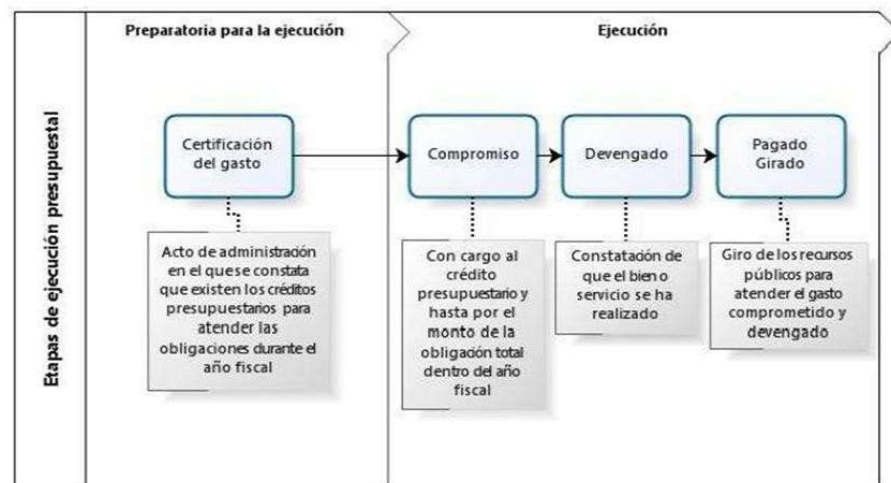 Preparatoria para la ejecución
Ejecución
Etapas de ejecución presupuestal
Certificación
del gasto
Compromiso
Devengado
Pagado
Girado
Acto de administración
en el que se constata
que existen los créditos
presupuestarios para
atender las
obligaciones durante el
año fiscal
Con cargo al
crédito
presupuestario y
hasta por el
monto de la
obligación total
dentro del año
fiscal
Constatación de
que el bien o
servicio se ha
realizado
Giro de los recursos
públicos para
atender el gasto
comprometido y
devengado